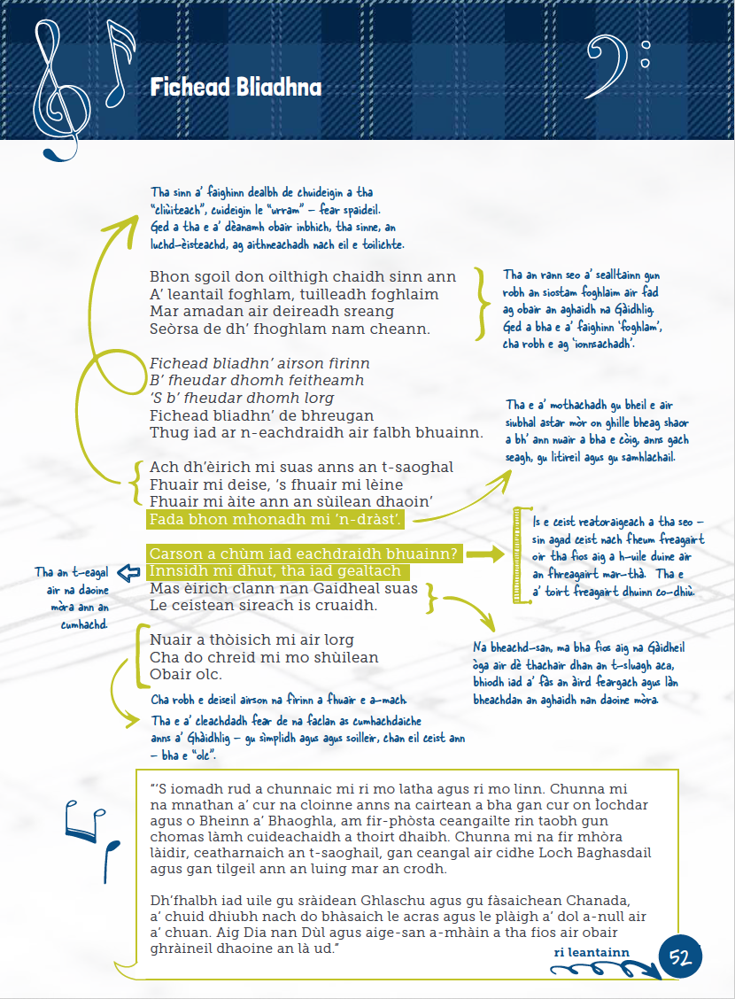 Fichead Bliadhna
Tha sinn a' faighinn dealbh de chuideigin a tha
"cliùiteach", cuideigin le "urram" – fear spaideil.
Ged a tha e a' dèanamh obair inbhich, tha sinne, an
luchd-èisteachd, ag aithneachadh nach eil e toilichte.
Bhon sgoil don oilthigh chaidh sinn ann
A' leantail foghlam, tuilleadh foghlaim
Mar amadan air deireadh sreang
Seòrsa de dh' fhoghlam nam cheann.
Tha an rann seo a' sealltainn gun
robh an siostam foghlaim air fad
ag obair an aghaidh na Gàidhlig.
Ged a bha e a' faighinn 'foghlam',
cha robh e ag 'ionnsachadh'.
Fichead bliadhn' airson firinn
B' fheudar dhomh feitheamh
'S b' fheudar dhomh lorg
Fichead bliadhn' de bhreugan
Thug iad ar n-eachdraidh air falbh bhuainn.
Tha e a' mothachadh gu bheil e air
siubhal astar mòr on ghille bheag shaor
a bh' ann nuair a bha e còig, anns gach
seagh, gu litireil agus gu samhlachail.
Ach dh'èirich mi suas anns an t-saoghal
Fhuair mi deise, 's fhuair mi lèine
Fhuair mi àite ann an sùilean dhaoin'
Fada bhon mhonadh mi 'n-dràst'.
Carson a chùm iad eachdraidh bhuainn?
Innsidh mi dhut, tha iad gealtach
Mas èirich clann nan Gaidheal suas
Le ceistean sireach is cruaidh.
Is e ceist reatoraigeach a tha seo –
sin agad ceist nach fheum freagairt
oir tha fios aig a h-uile duine air
an fhreagairt mar-thà. Tha e
a' toirt freagairt dhuinn co-dhiù.
Tha an t-eagal
air na daoine
mòra ann an
cumhachd.
Nuair a thòisich mi air lorg
Cha do chreid mi mo shùilean
Obair olc.
Na bheachd-san, ma bha fios aig na Gàidheil
òga air dè thachair dhan an t-sluagh aca,
bhiodh iad a' fàs an àird feargach agus làn
bheachdan an aghaidh nan daoine mòra.
Cha robh e deiseil airson na fìrinn a fhuair e a-mach.
Tha e a' cleachdadh fear de na faclan as cumhachdaiche
anns a' Ghàidhlig – gu sìmplidh agus agus soilleir, chan eil ceist ann
– bha e "olc".
"'S iomadh rud a chunnaic mi ri mo latha agus ri mo linn. Chunna mi
na mnathan a' cur na cloinne anns na cairtean a bha gan cur on Ìochdar
agus o Bheinn a' Bhaoghla, am fir-phòsta ceangailte rin taobh gun
chomas làmh cuideachaidh a thoirt dhaibh. Chunna mi na fir mhòra
làidir, ceatharnaich an t-saoghail, gan ceangal air cidhe Loch Baghasdail
agus gan tilgeil ann an luing mar an crodh.
Dh'fhalbh iad uile gu sràidean Ghlaschu agus gu fàsaichean Chanada,
a' chuid dhiubh nach do bhàsaich le acras agus le plàigh a' dol a-null air
a' chuan. Aig Dia nan Dùl agus aige-san a-mhàin a tha fios air obair
ghràineil dhaoine an là ud."
ri leantainn
52